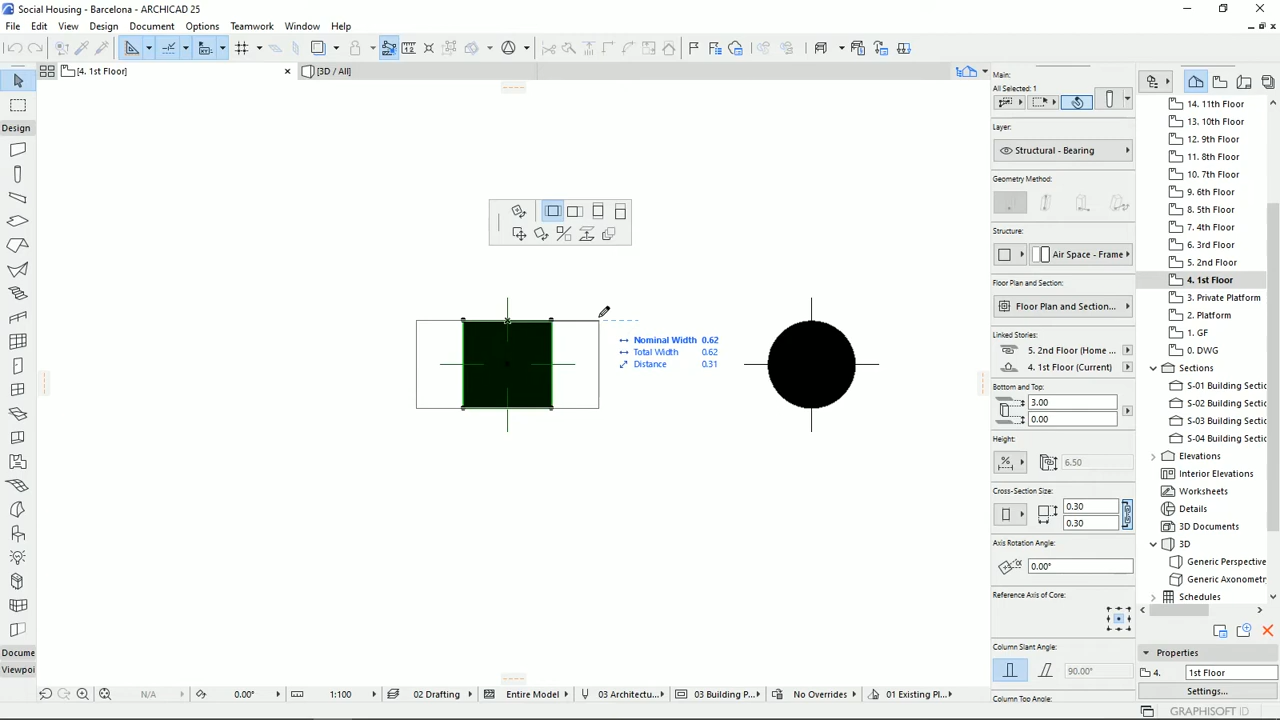 Social Housing - Barcelona - ARCHICAD 25
File Edit View Design Document Options Teamwork Window Help
[4. 1st Floor]
[3D / All]
Design
Docume
Viewpoi
Nominal Width 0.62
Total Width 0.62
Distance 0.31
Main:
All Selected: 1
Layer:
Structural - Bearing
Geometry Method:
Structure:
Air Space - Frame
Floor Plan and Section:
Floor Plan and Section...
Linked Stories:
5. 2nd Floor (Home ...
4. 1st Floor (Current)
Bottom and Top:
3.00
0.00
Height:
6.50
Cross-Section Size:
0.30
0.30
Axis Rotation Angle:
0.00°
Reference Axis of Core:
Column Slant Angle:
90.00°
Column Top Angle:
14. 11th Floor
13. 10th Floor
12. 9th Floor
11. 8th Floor
10. 7th Floor
9. 6th Floor
8. 5th Floor
7. 4th Floor
6. 3rd Floor
5. 2nd Floor
4. 1st Floor
3. Private Platform
2. Platform
1. GF
0. DWG
Sections
S-01 Building Sectio
S-02 Building Sectio
S-03 Building Sectio
S-04 Building Sectio
Elevations
Interior Elevations
Worksheets
Details
3D Documents
3D
Generic Perspective
Generic Axonometry
Schedules
Properties
4. 1st Floor
Settings...
N/A 0.00° 1:100 02 Drafting Entire Model 03 Architectu... 03 Building P... No Overrides 01 Existing Pl...
GRAPHISOFT ID